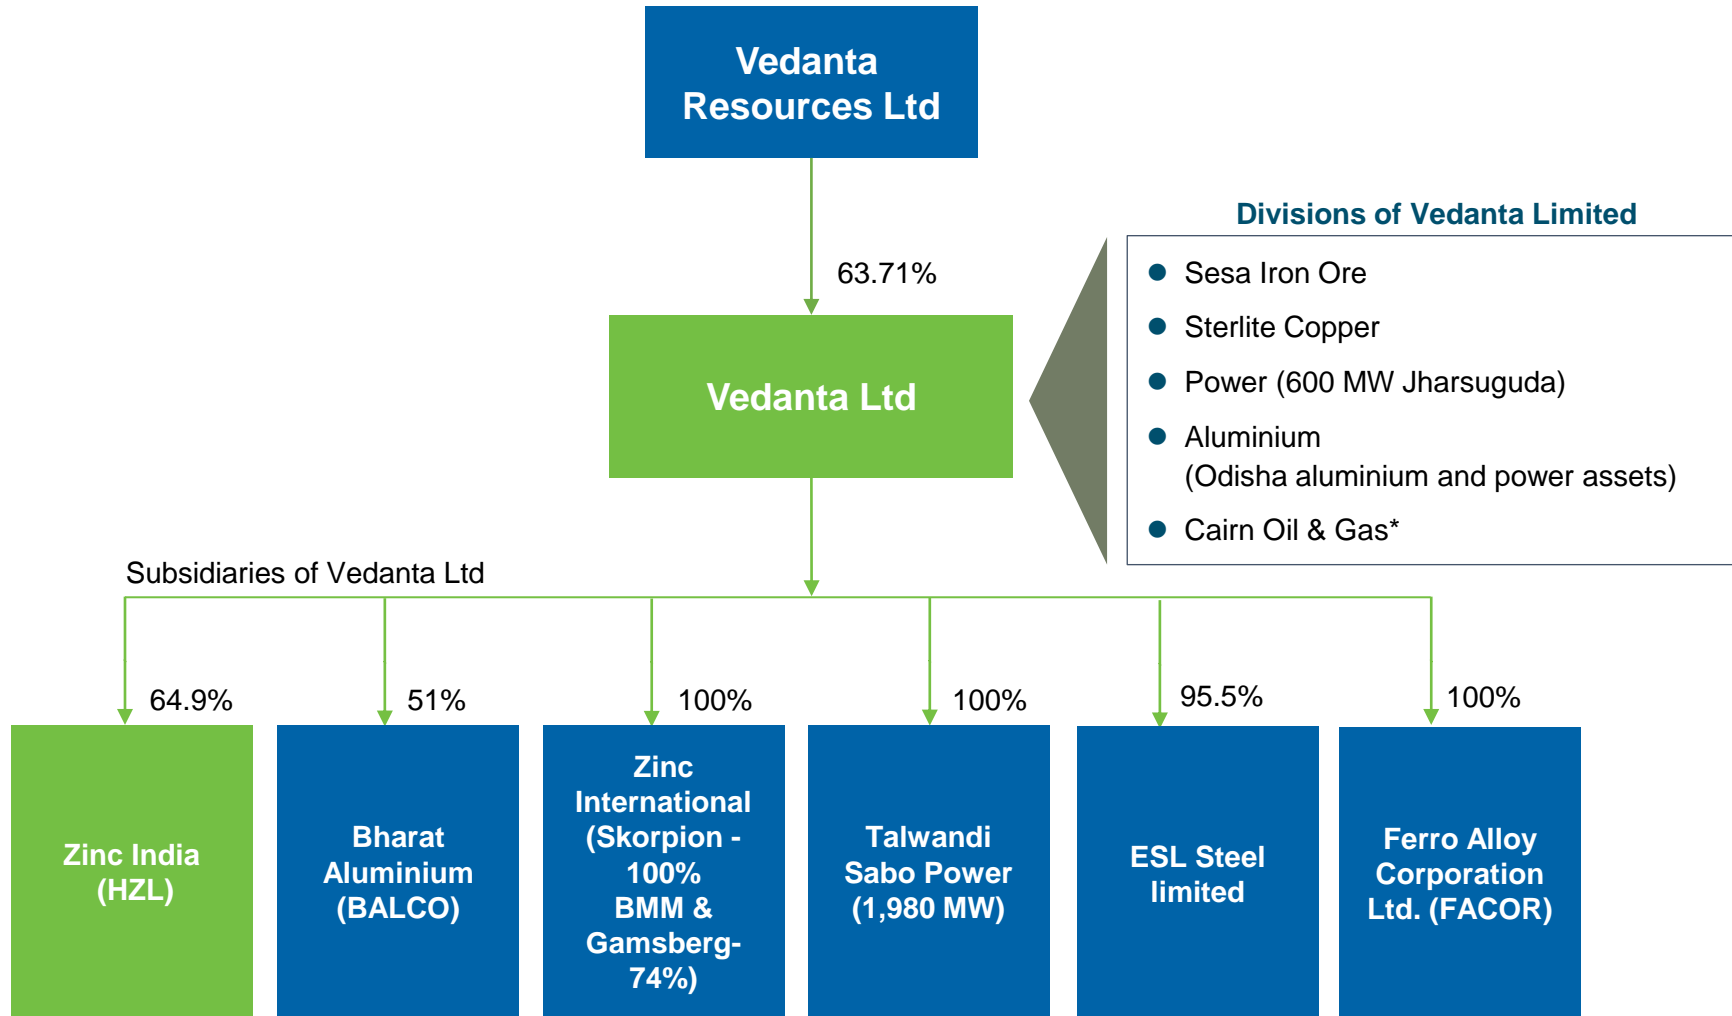 Vedanta
Resources Ltd
63.71%
Divisions of Vedanta Limited
Sesa Iron Ore
Sterlite Copper
Power (600 MW Jharsuguda)
Aluminium
(Odisha aluminium and power assets)
Cairn Oil & Gas*
Vedanta Ltd
Subsidiaries of Vedanta Ltd
64.9%
51%
100%
100%
95.5%
100%
Zinc India
(HZL)
Bharat
Aluminium
(BALCO)
Zinc
International
(Skorpion -
100%
BMM &
Gamsberg-
74%)
Talwandi
Sabo Power
(1,980 MW)
ESL Steel
limited
Ferro Alloy
Corporation
Ltd. (FACOR)